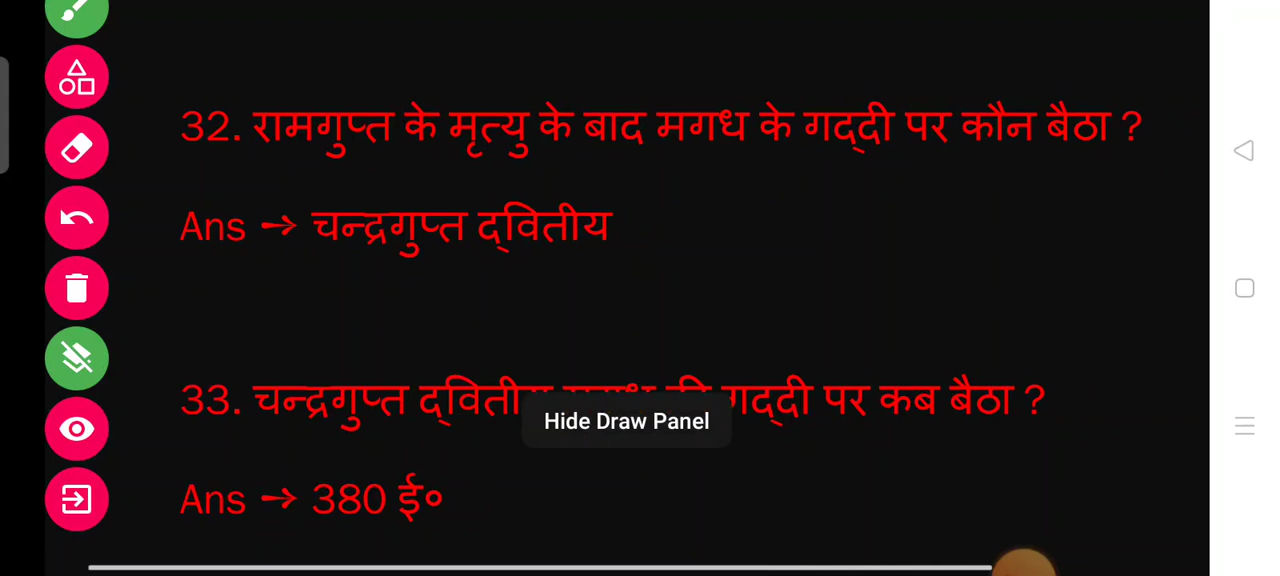 32. रामगुप्त के मृत्यु के बाद मगध के गद्दी पर कौन बैठा ?
Ans → चन्द्रगुप्त द्वितीय
33. चन्द्रगुप्त द्वितीय गद्दी पर कब बैठा ?
Hide Draw Panel
Ans → 380 ई०